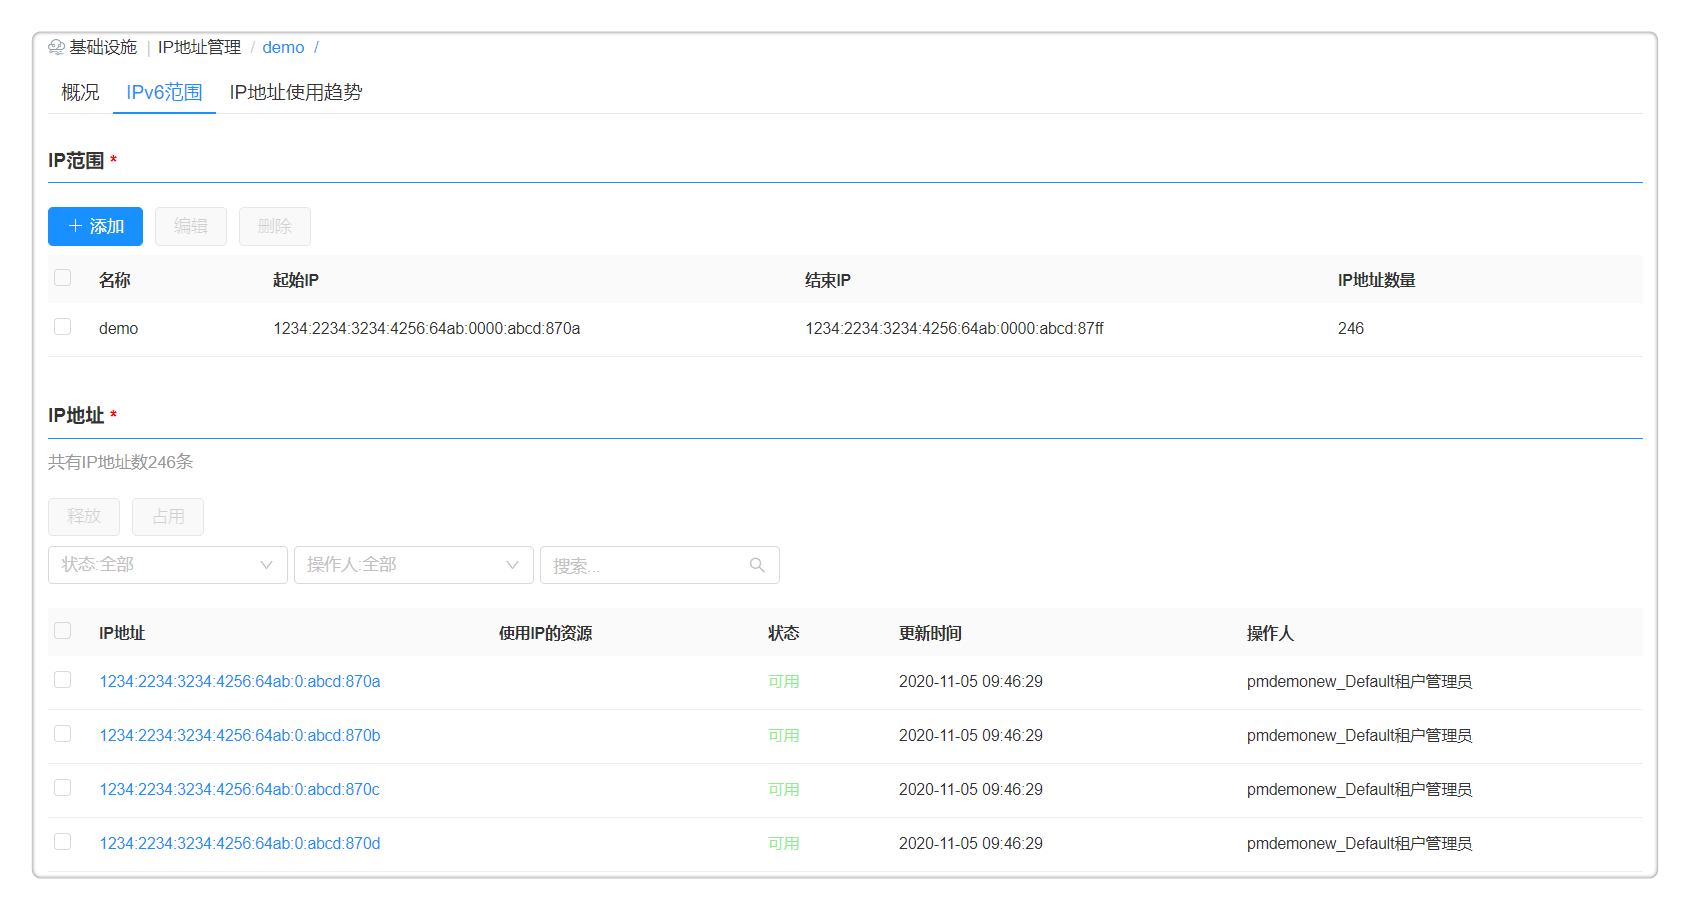 基础设施 | IP地址管理 / demo /
概况 IPv6范围 IP地址使用趋势
IP范围 *
添加 编辑 删除
名称 起始IP 结束IP IP地址数量
demo 1234:2234:3234:4256:64ab:0000:abcd:870a 1234:2234:3234:4256:64ab:0000:abcd:87ff 246
IP地址 *
共有IP地址数246条
释放 占用
状态:全部 操作人:全部 搜索...
IP地址 使用IP的资源 状态 更新时间 操作人
1234:2234:3234:4256:64ab:0:abcd:870a 可用 2020-11-05 09:46:29 pmdemonew_Default租户管理员
1234:2234:3234:4256:64ab:0:abcd:870b 可用 2020-11-05 09:46:29 pmdemonew_Default租户管理员
1234:2234:3234:4256:64ab:0:abcd:870c 可用 2020-11-05 09:46:29 pmdemonew_Default租户管理员
1234:2234:3234:4256:64ab:0:abcd:870d 可用 2020-11-05 09:46:29 pmdemonew_Default租户管理员